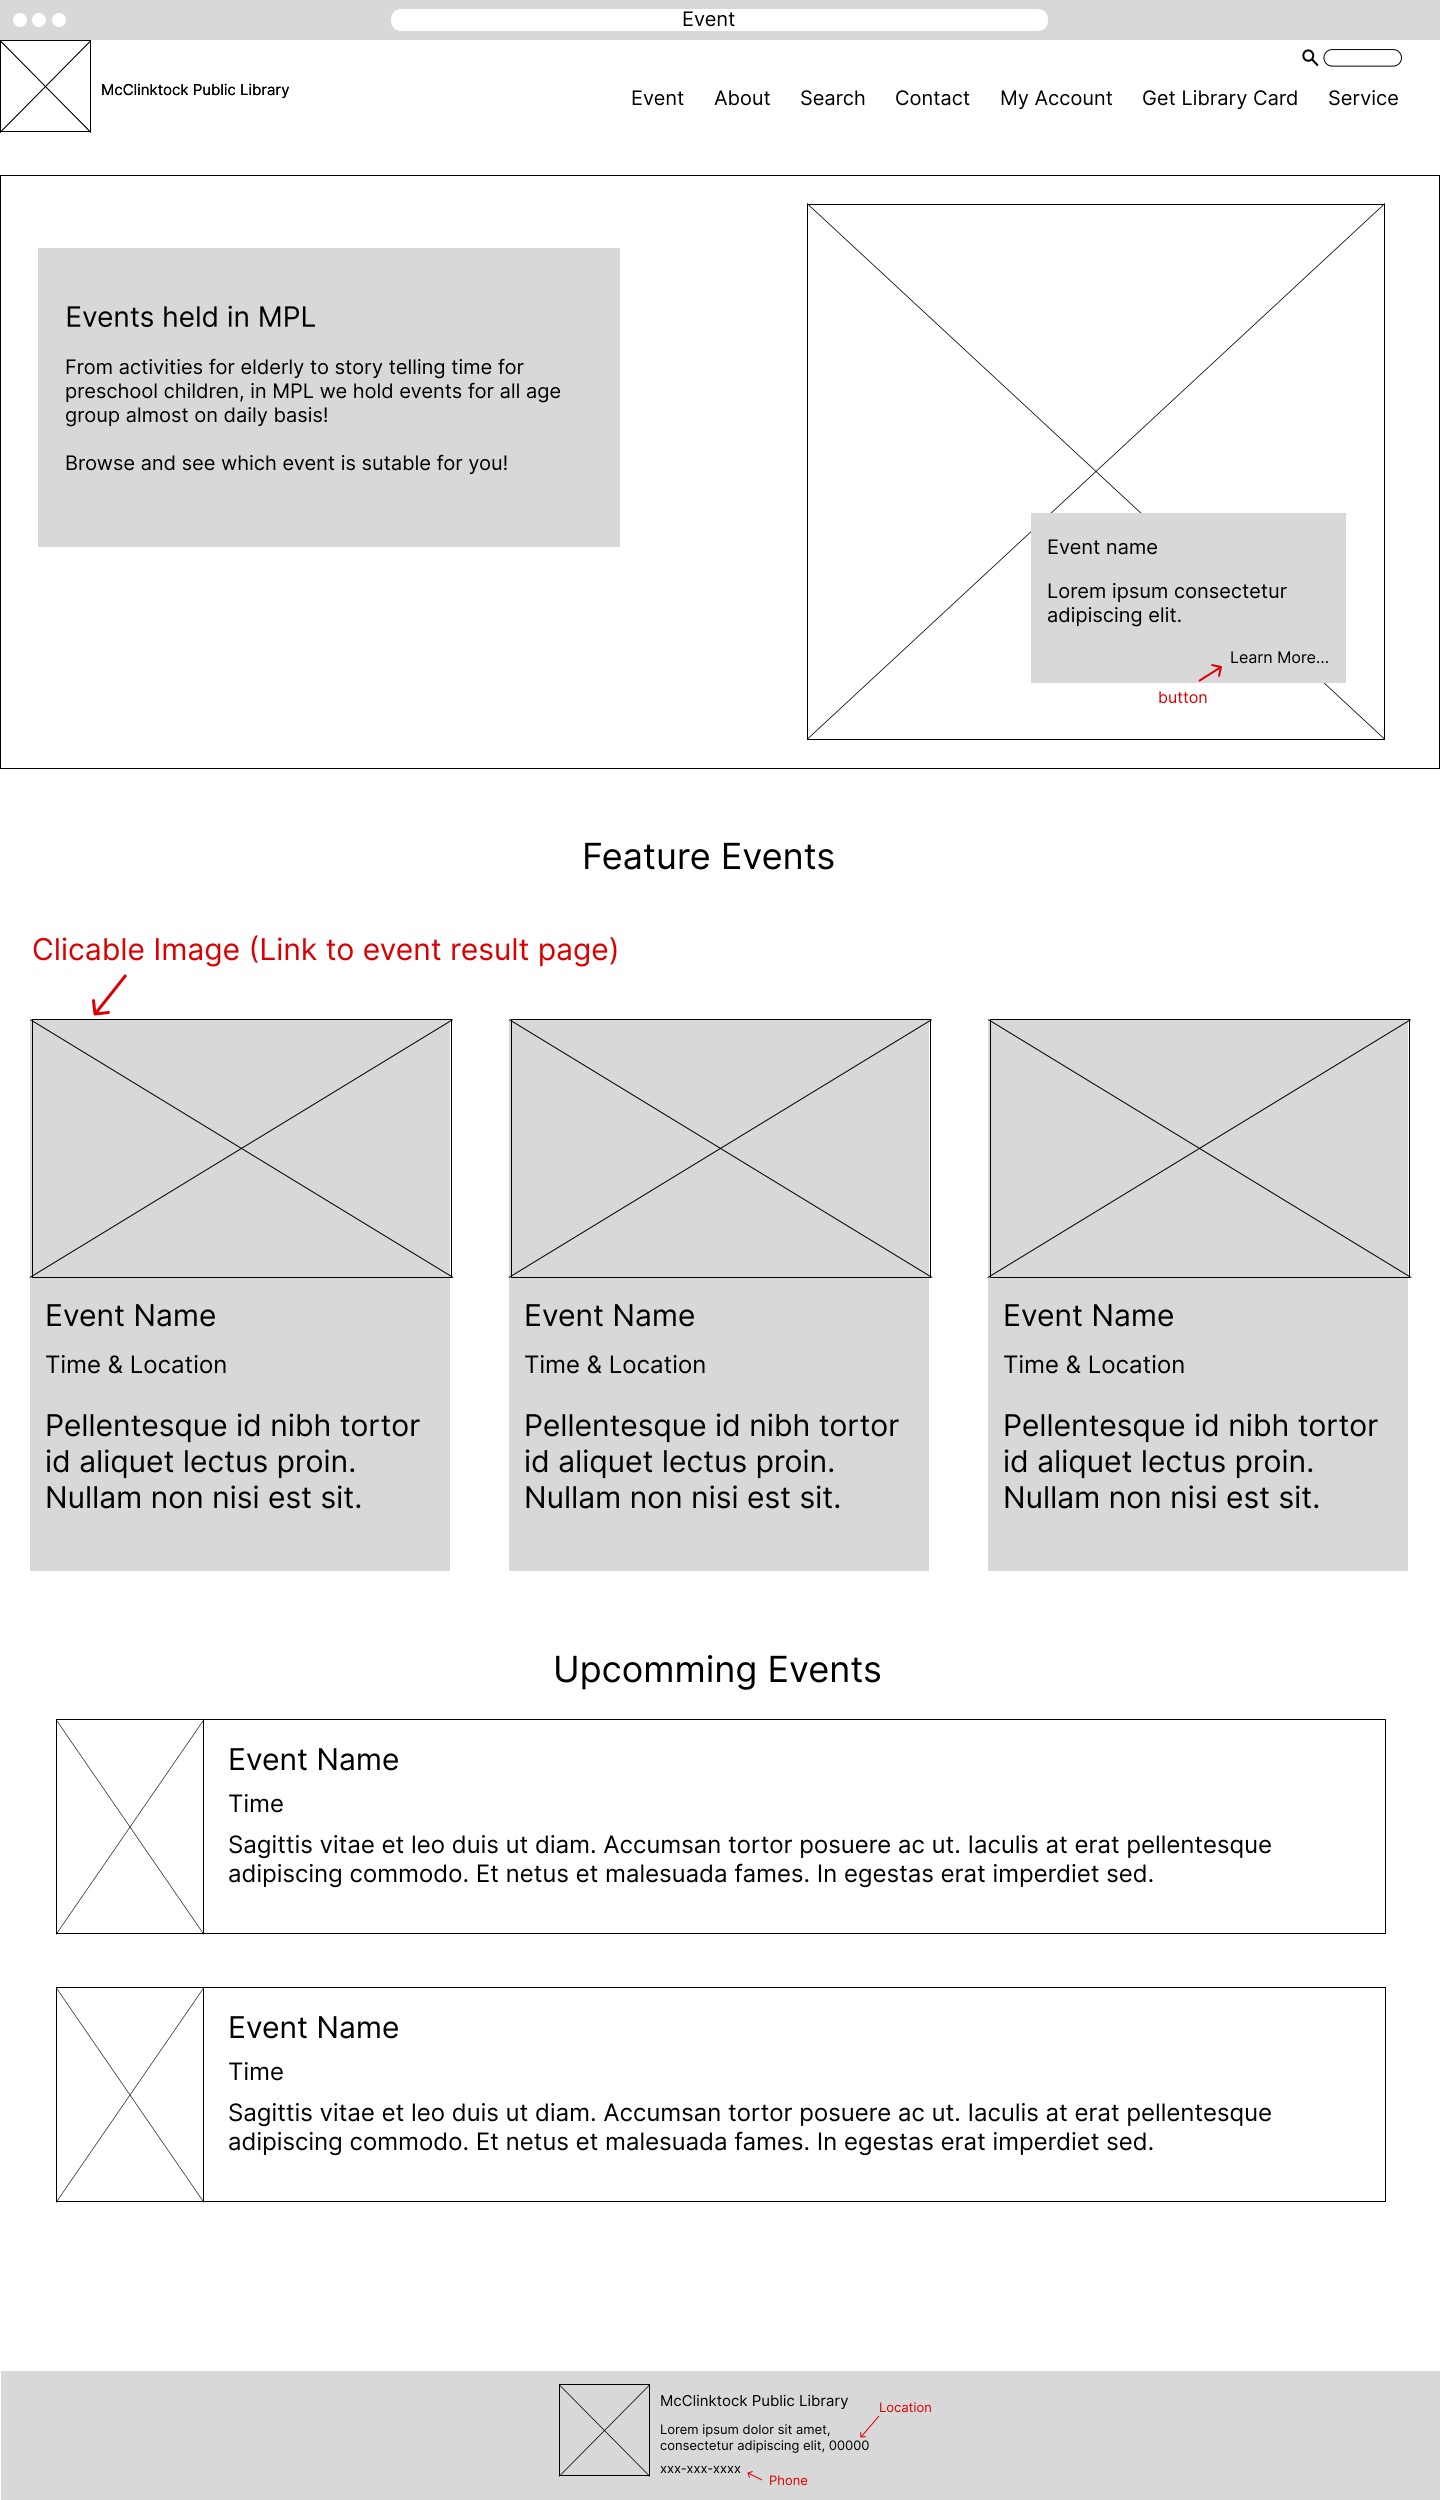 Event
McClinktock Public Library
Event About Search Contact My Account Get Library Card Service
Events held in MPL
From activities for elderly to story telling time for
preschool children, in MPL we hold events for all age
group almost on daily basis!
Browse and see which event is sutable for you!
Event name
Lorem ipsum consectetur
adipiscing elit.
Learn More...
button
Feature Events
Clicable Image (Link to event result page)
Event Name
Time & Location
Pellentesque id nibh tortor
id aliquet lectus proin.
Nullam non nisi est sit.
Event Name
Time & Location
Pellentesque id nibh tortor
id aliquet lectus proin.
Nullam non nisi est sit.
Event Name
Time & Location
Pellentesque id nibh tortor
id aliquet lectus proin.
Nullam non nisi est sit.
Upcomming Events
Event Name
Time
Sagittis vitae et leo duis ut diam. Accumsan tortor posuere ac ut. Iaculis at erat pellentesque
adipiscing commodo. Et netus et malesuada fames. In egestas erat imperdiet sed.
Event Name
Time
Sagittis vitae et leo duis ut diam. Accumsan tortor posuere ac ut. Iaculis at erat pellentesque
adipiscing commodo. Et netus et malesuada fames. In egestas erat imperdiet sed.
McClinktock Public Library
Location
Lorem ipsum dolor sit amet,
consectetur adipiscing elit, 00000
xxx-xxx-xxxx
Phone